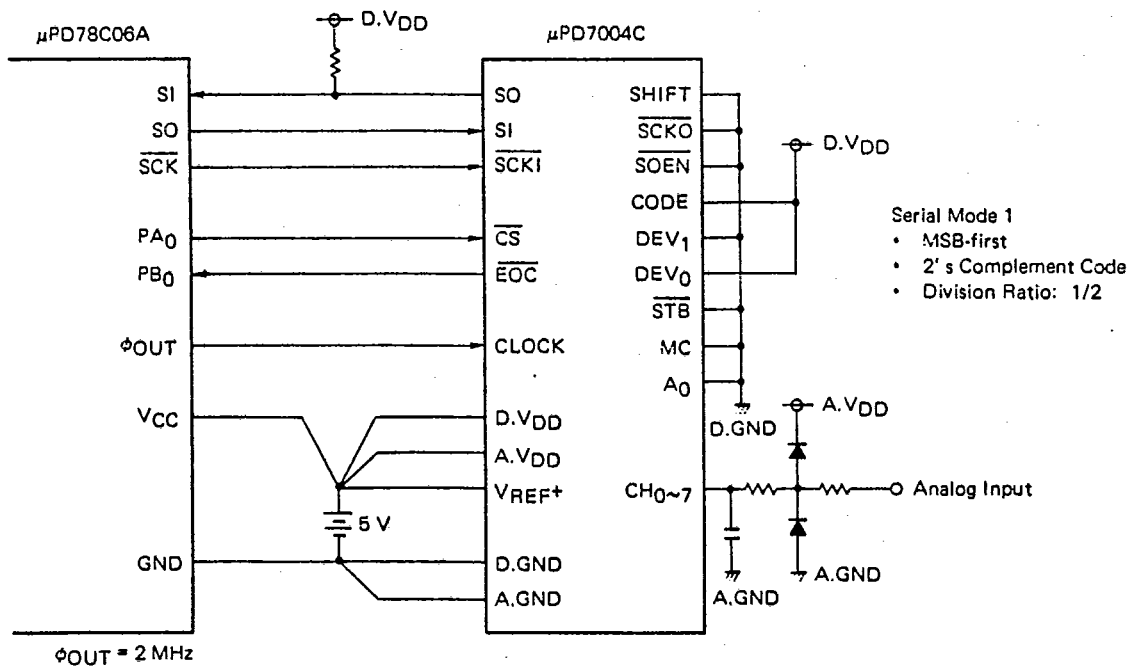 D.VDD
μPD78C06A
μPD7004C
SI
SO
SHIFT
SO
SI
SCKO
SCK
SCKI
SOEN
D.VDD
CODE
PA0
CS
DEV1
PB0
EOC
DEV0
STB
ϕOUT
CLOCK
MC
A0
Serial Mode 1
• MSB-first
• 2's Complement Code
• Division Ratio: 1/2
VCC
D.VDD
D.GND
A.VDD
A.VDD
VREF+
CH0~7
Analog Input
5 V
GND
D.GND
A.GND
A.GND
A.GND
ϕOUT = 2 MHz